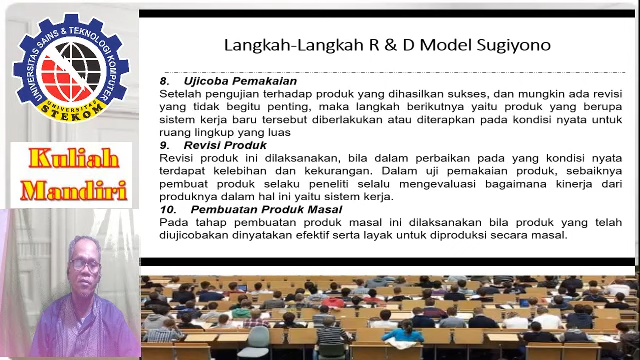 UNIVERSITAS SAINS & TEKNOLOGI KOMPUTER
UNIVERSITAS
STEKOM
Kuliah
Mandiri
Langkah-Langkah R & D Model Sugiyono
8. Ujicoba Pemakaian
Setelah pengujian terhadap produk yang dihasilkan sukses, dan mungkin ada revisi
yang tidak begitu penting, maka langkah berikutnya yaitu produk yang berupa
sistem kerja baru tersebut diberlakukan atau diterapkan pada kondisi nyata untuk
ruang lingkup yang luas
9. Revisi Produk
Revisi produk ini dilaksanakan, bila dalam perbaikan pada yang kondisi nyata
terdapat kelebihan dan kekurangan. Dalam uji pemakaian produk, sebaiknya
pembuat produk selaku peneliti selalu mengevaluasi bagaimana kinerja dari
produknya dalam hal ini yaitu sistem kerja.
10. Pembuatan Produk Masal
Pada tahap pembuatan produk masal ini dilaksanakan bila produk yang telah
diujicobakan dinyatakan efektif serta layak untuk diproduksi secara masal.